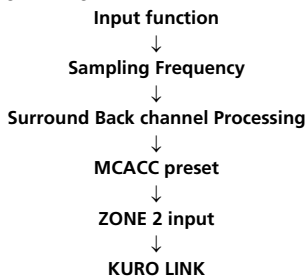 Input function
↓
Sampling Frequency
↓
Surround Back channel Processing
↓
MCACC preset
↓
ZONE 2 input
↓
KURO LINK